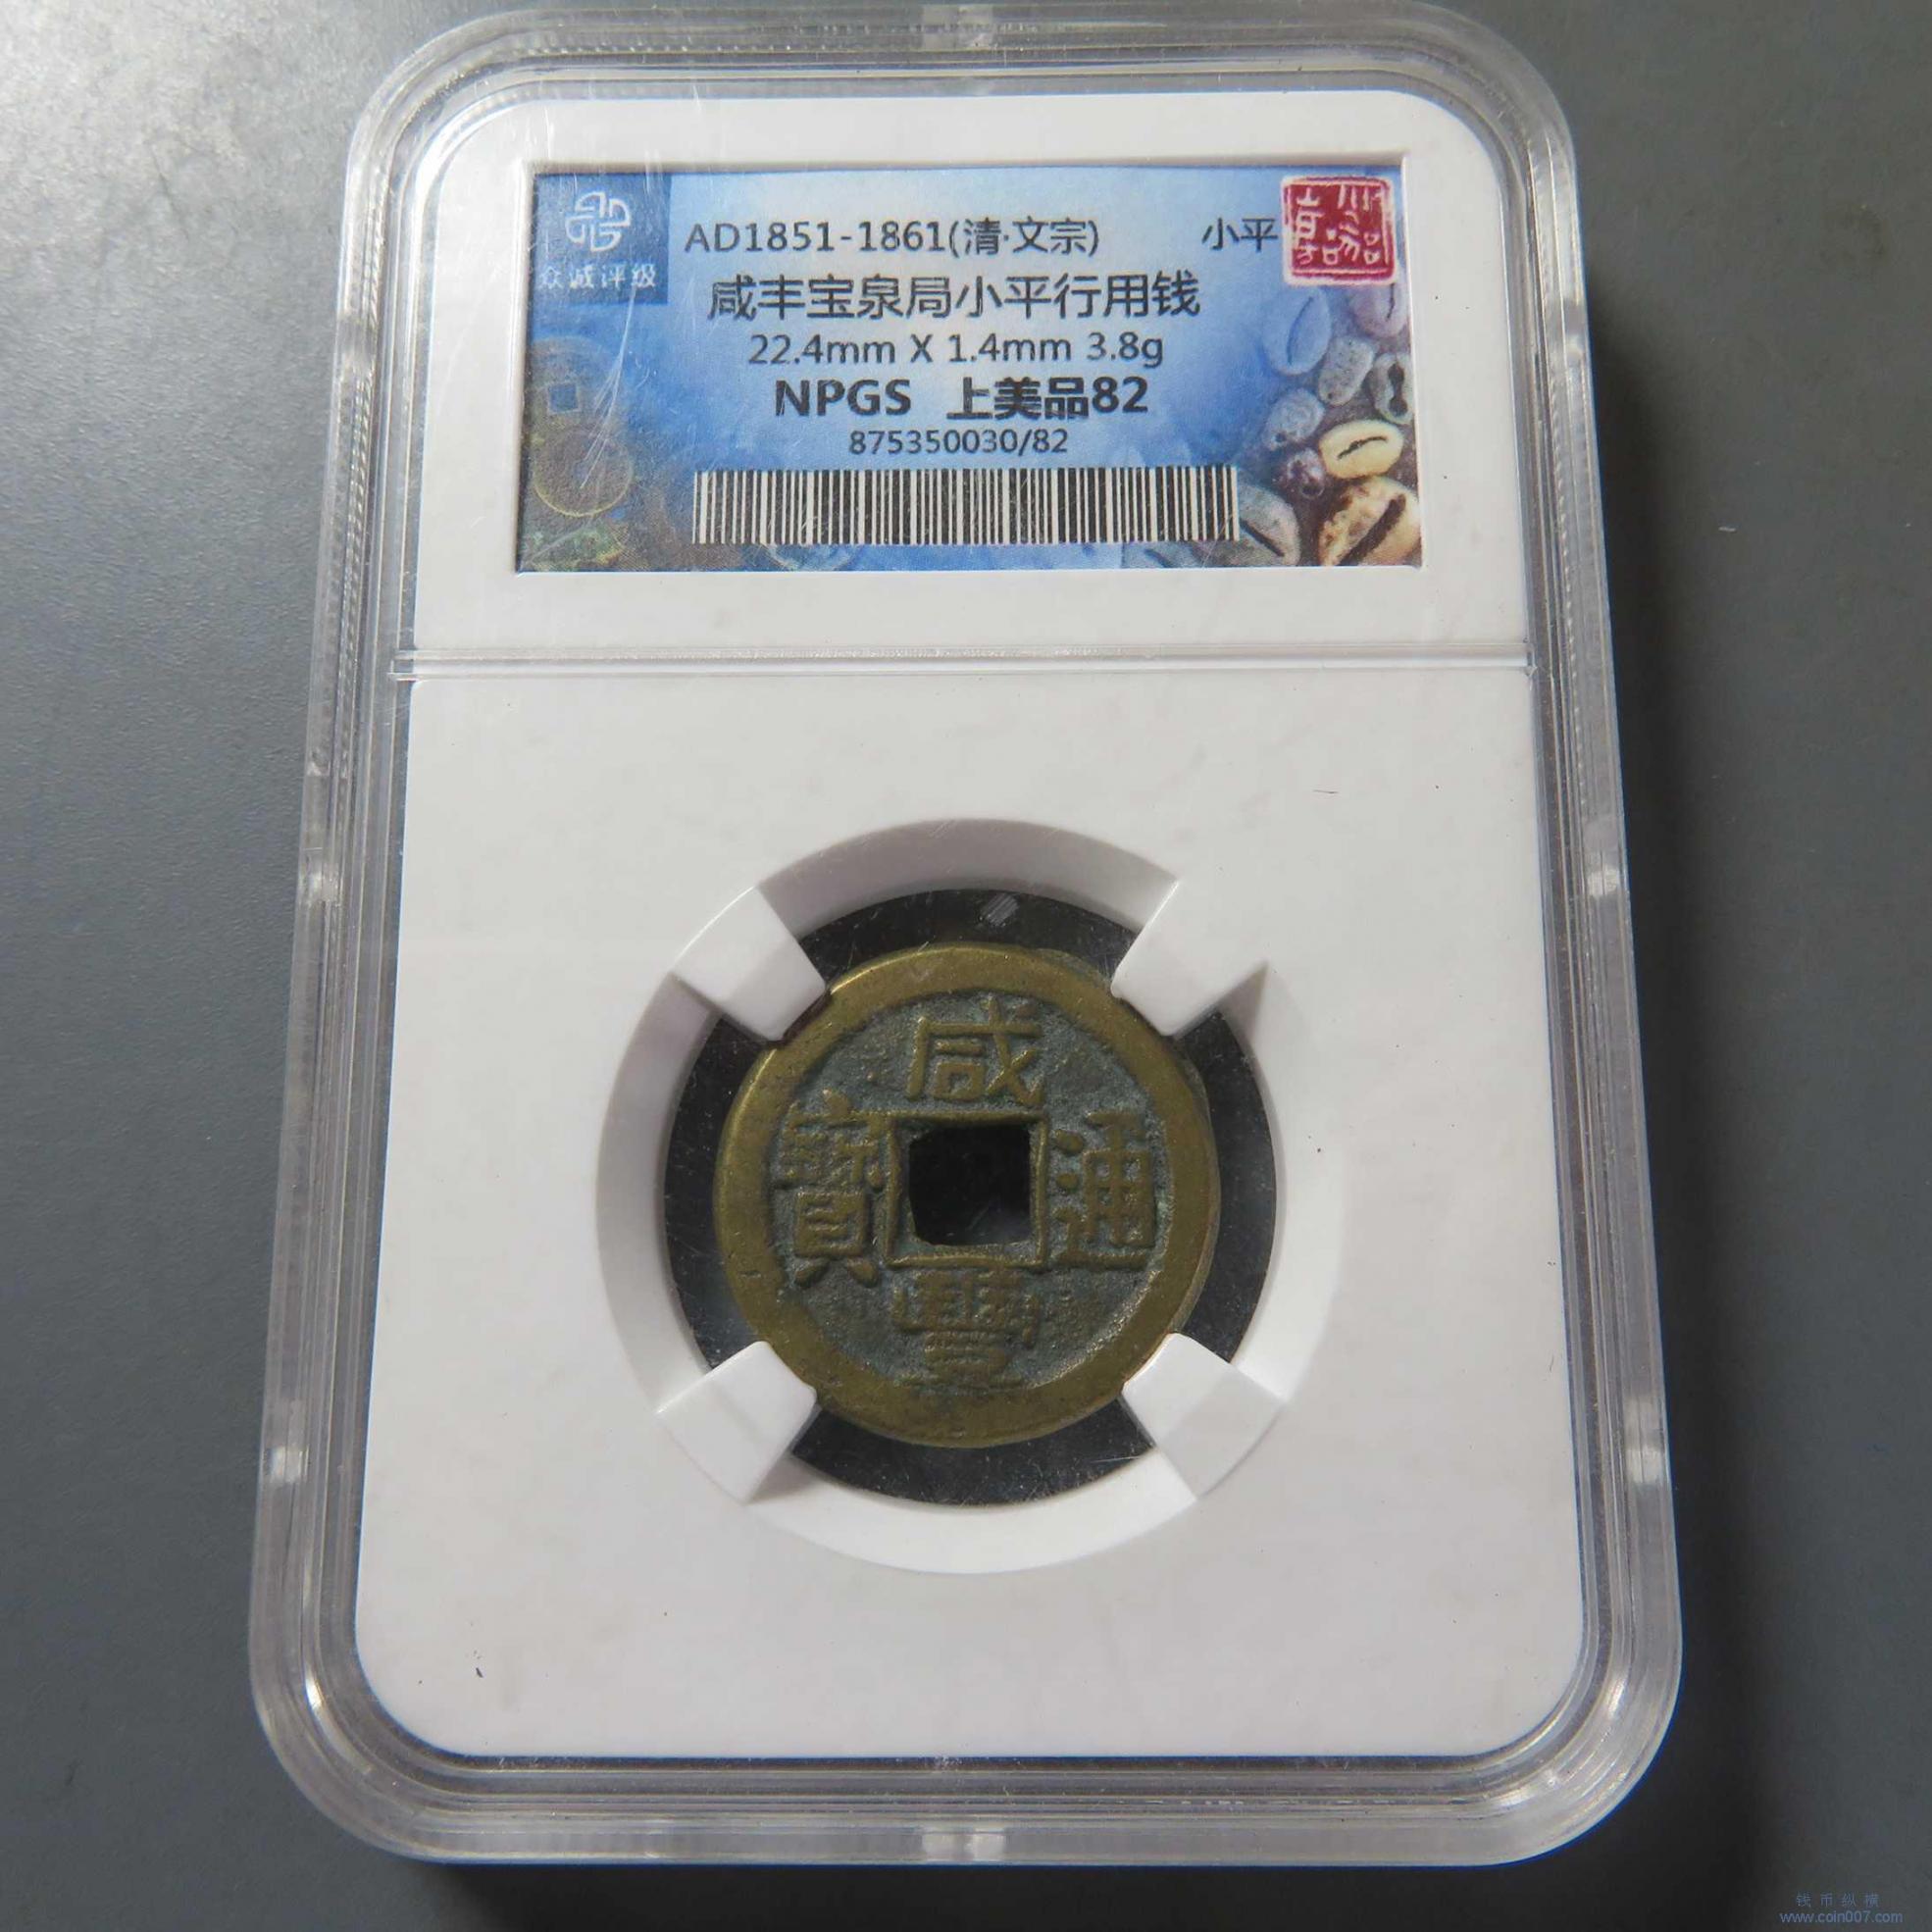 众诚评级
AD1851-1861(清·文宗) 小平
咸丰宝泉局小平行用钱
22.4mm X 1.4mm 3.8g
NPGS 上美品82
875350030/82
咸
寶 通
豐
钱币纵横
www.coin007.com